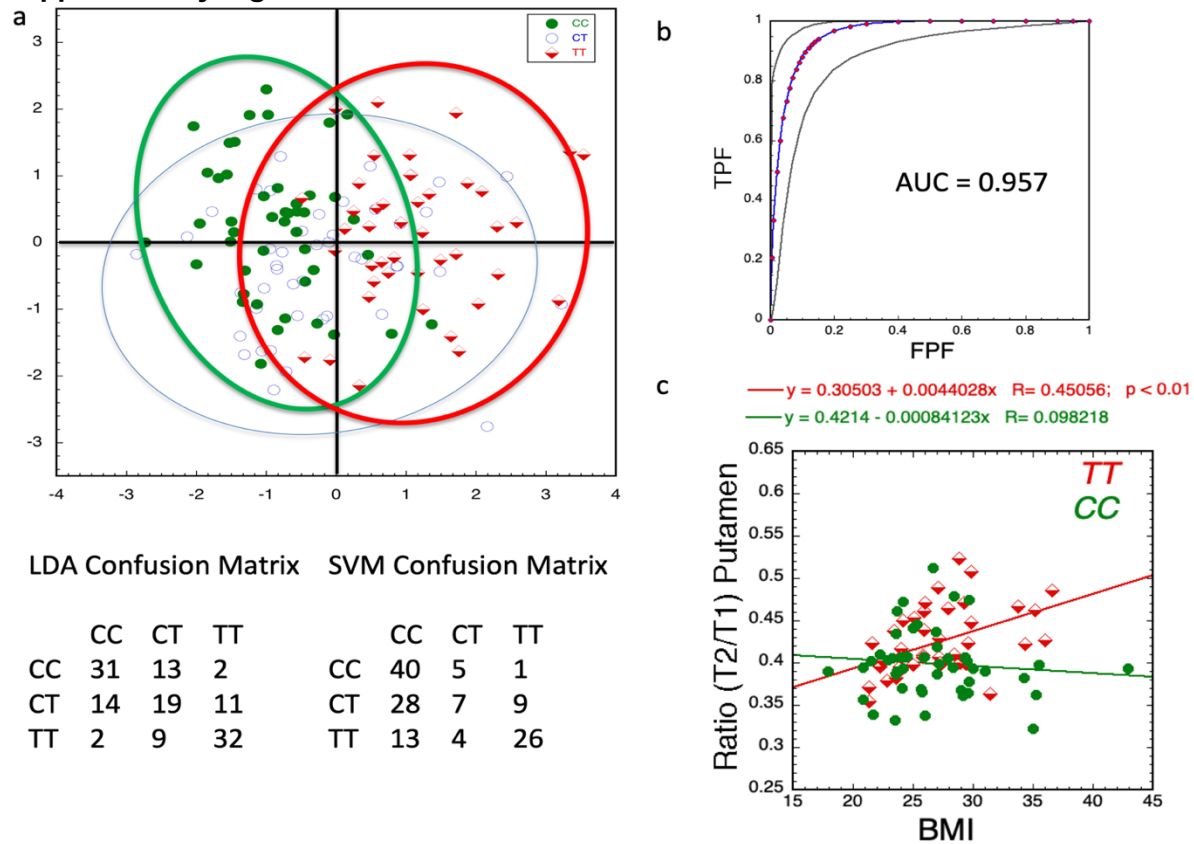 a
CC
CT
TT
3
2
1
0
-1
-2
-3
-4
-3
-2
-1
0
1
2
3
4
b
TPF
1
0.8
0.6
0.4
0.2
0
AUC = 0.957
0
0.2
0.4
0.6
0.8
1
FPF
LDA Confusion Matrix
CC CT TT
CC 31 13 2
CT 14 19 11
TT 2 9 32
SVM Confusion Matrix
CC CT TT
CC 40 5 1
CT 28 7 9
TT 13 4 26
c
y = 0.30503 + 0.0044028x R= 0.45056; p < 0.01
y = 0.4214 - 0.00084123x R= 0.098218
Ratio (T2/T1) Putamen
0.65
0.6
0.55
0.5
0.45
0.4
0.35
0.3
0.25
TT
CC
15
20
25
30
35
40
45
BMI